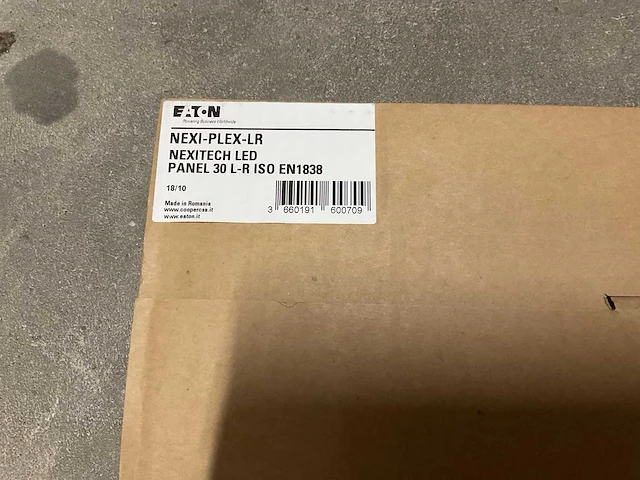 EATON
Powering Business Worldwide
NEXI-PLEX-LR
NEXITECH LED
PANEL 30 L-R ISO EN1838
18/10
Made in Romania
www.coopercsa.it
www.eaton.it
3 660191 600709